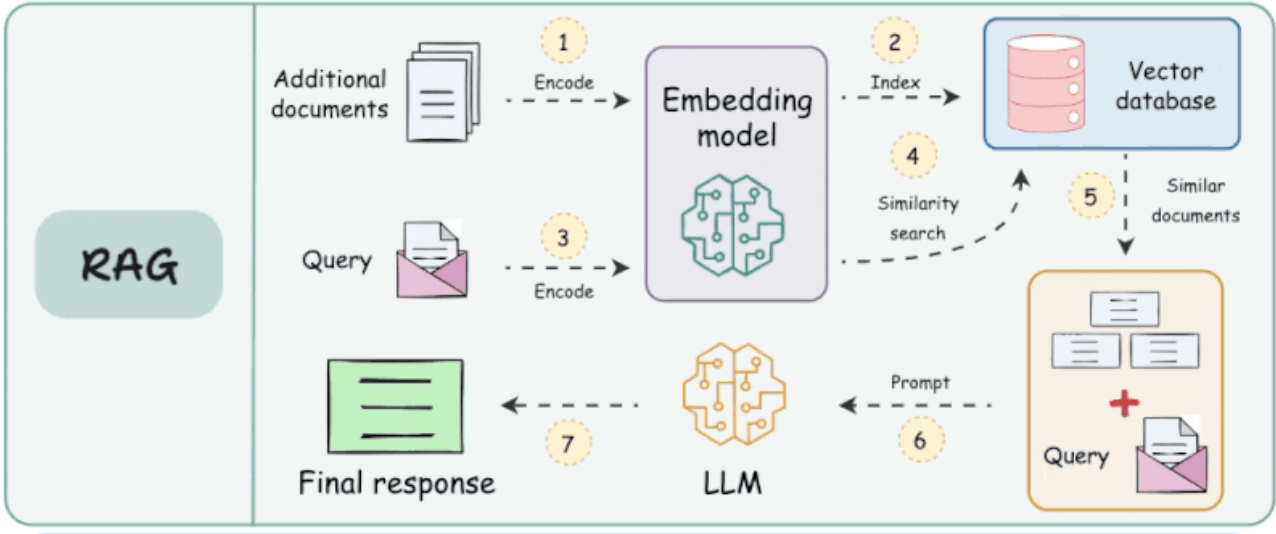 RAG
Additional
documents
1
Encode
Embedding
model
2
Index
Vector
database
Query
3
Encode
4
Similarity
search
5
Similar
documents
Query
Prompt
6
LLM
7
Final response